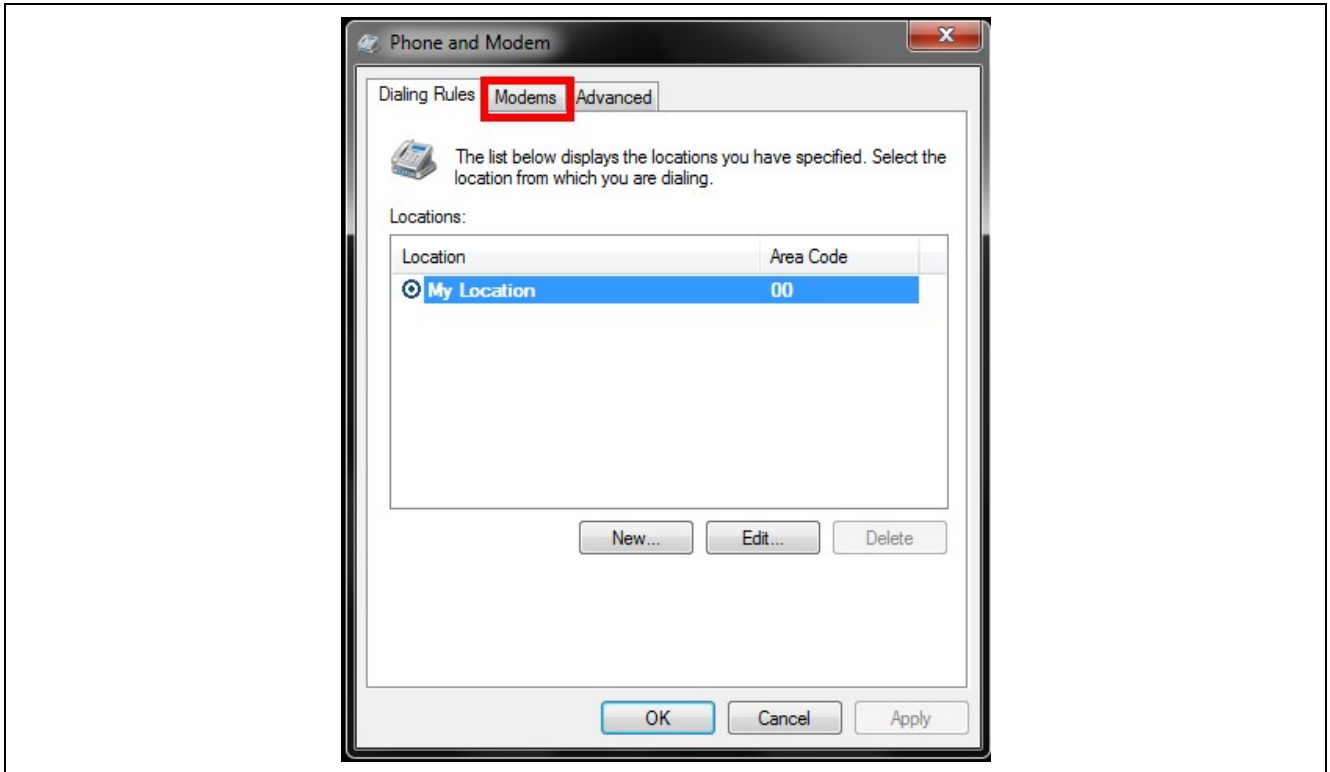 Phone and Modem
Dialing Rules Modems Advanced
The list below displays the locations you have specified. Select the
location from which you are dialing.
Locations:
Location Area Code
My Location 00
New... Edit... Delete
OK Cancel Apply